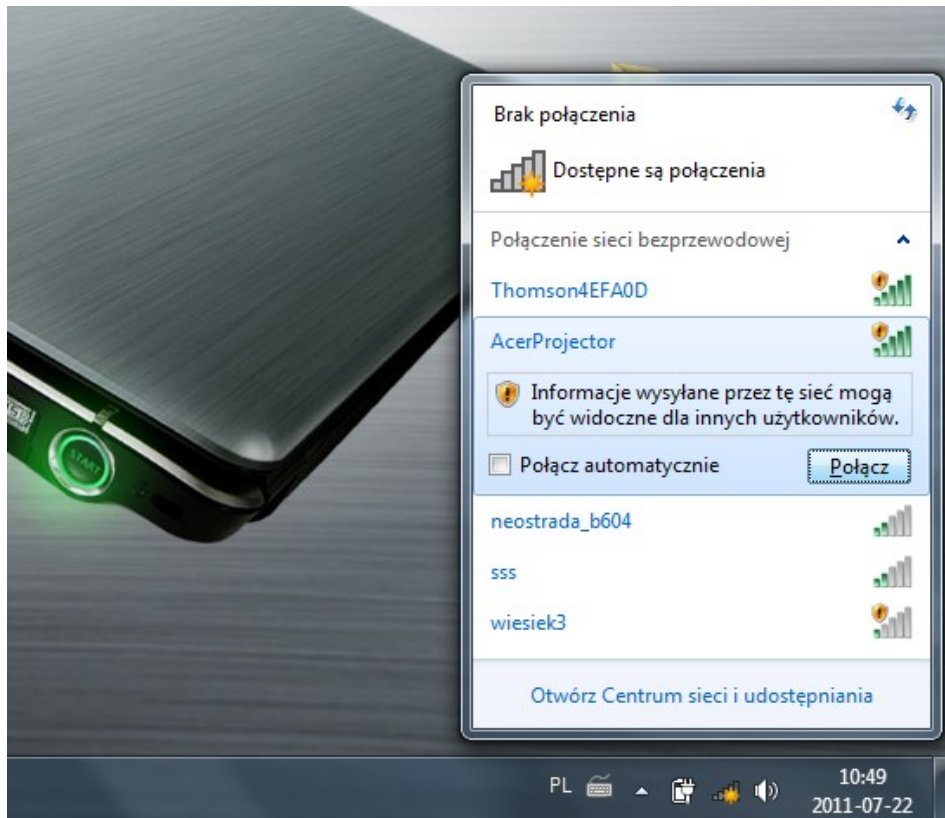 Brak połączenia
Dostępne są połączenia
Połączenie sieci bezprzewodowej
Thomson4EFA0D
AcerProjector
Informacje wysyłane przez tę sieć mogą
być widoczne dla innych użytkowników.
Połącz automatycznie
Połącz
neostrada_b604
sss
wiesiek3
Otwórz Centrum sieci i udostępniania
START
PL
10:49
2011-07-22